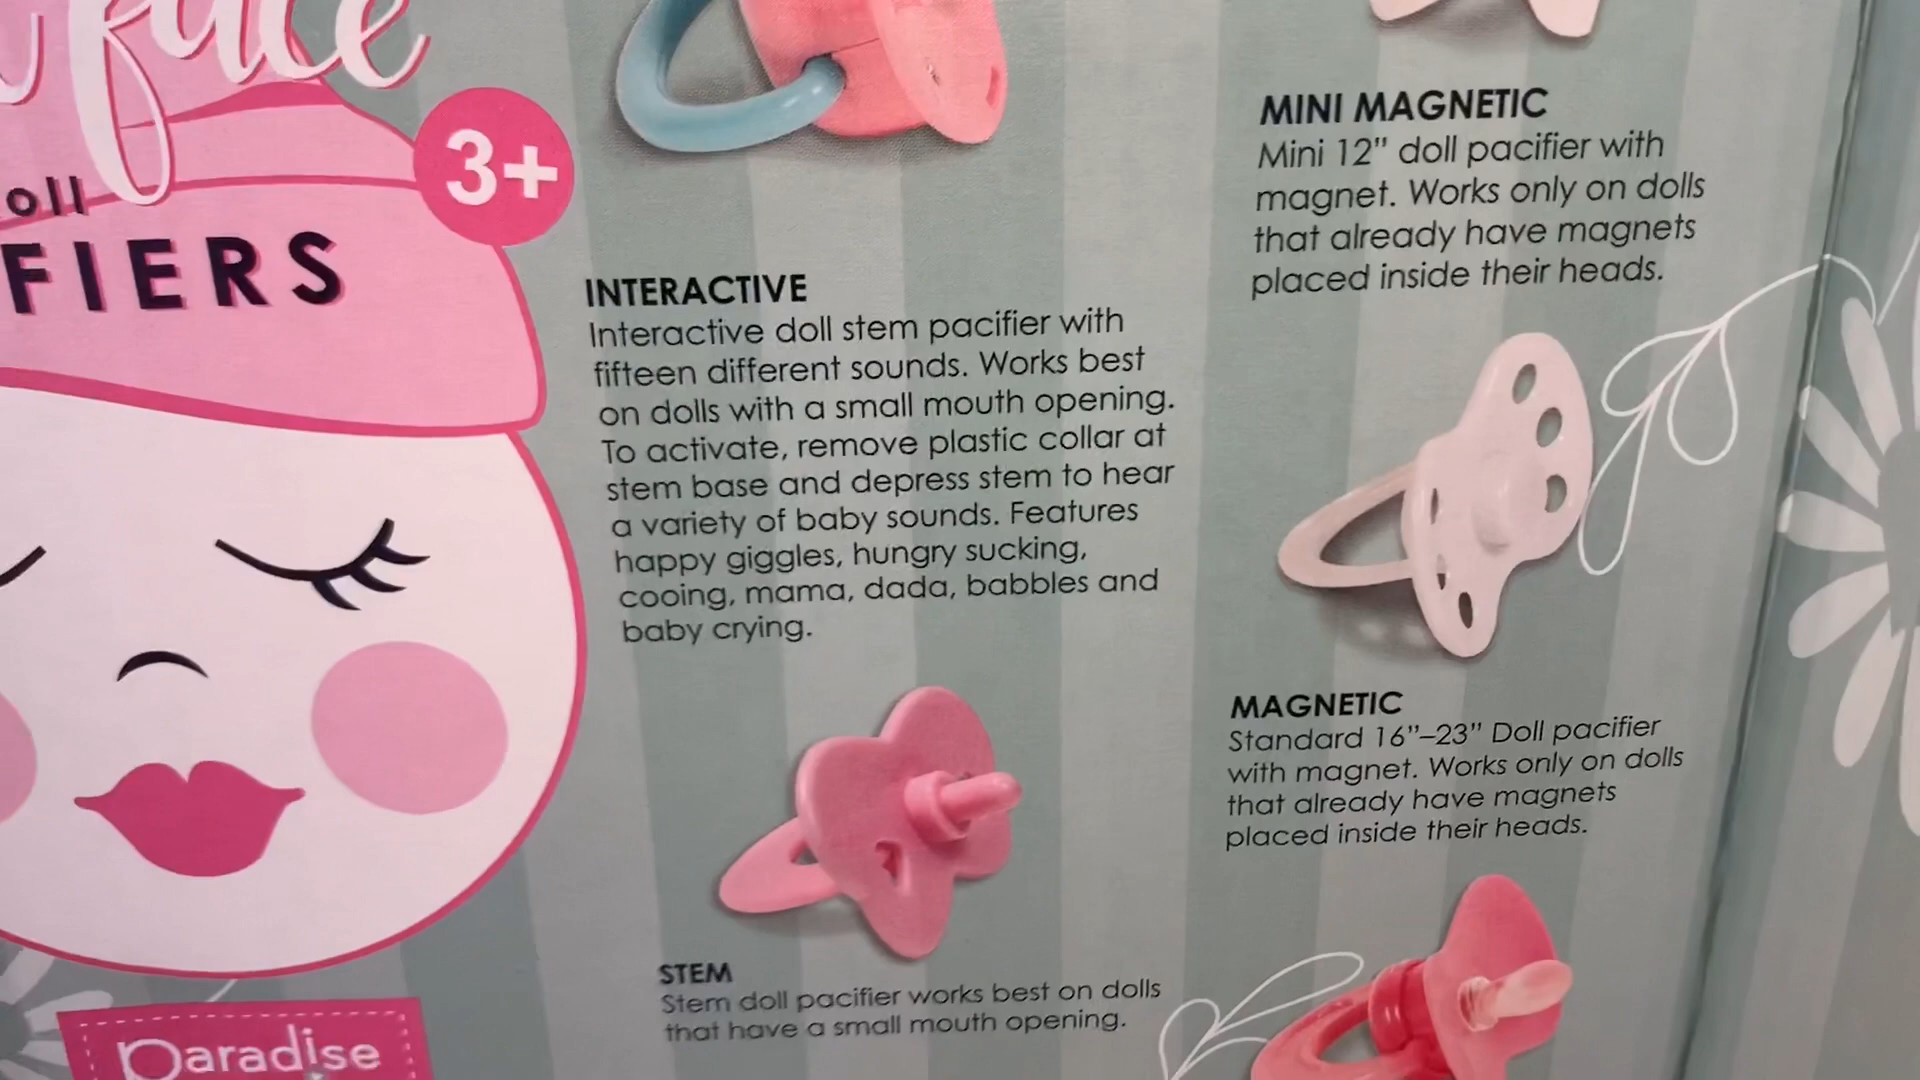 face
3+
oll
FIERS
INTERACTIVE
Interactive doll stem pacifier with
fifteen different sounds. Works best
on dolls with a small mouth opening.
To activate, remove plastic collar at
stem base and depress stem to hear
a variety of baby sounds. Features
happy giggles, hungry sucking,
cooing, mama, dada, babbles and
baby crying.
STEM
Stem doll pacifier works best on dolls
that have a small mouth opening.
MINI MAGNETIC
Mini 12" doll pacifier with
magnet. Works only on dolls
that already have magnets
placed inside their heads.
MAGNETIC
Standard 16"–23" Doll pacifier
with magnet. Works only on dolls
that already have magnets
placed inside their heads.
Paradise